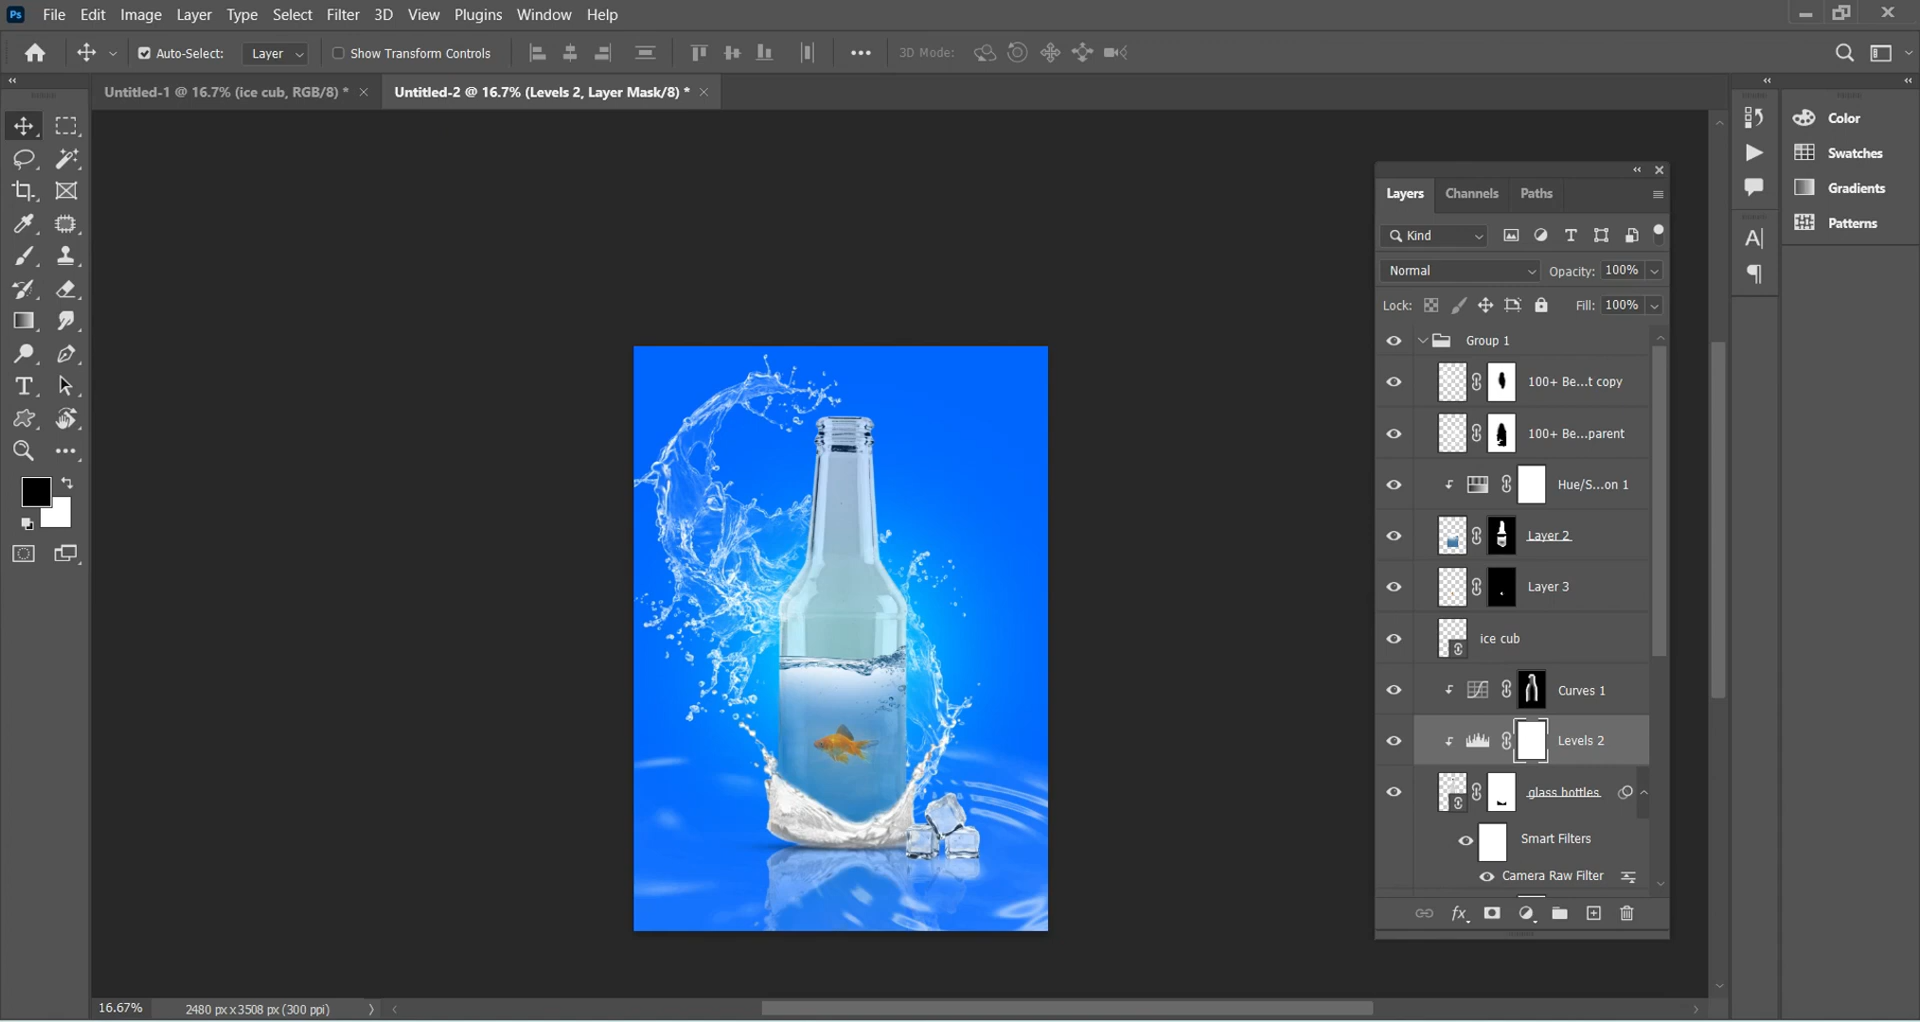 Ps File Edit Image Layer Type Select Filter 3D View Plugins Window Help
Auto-Select: Layer Show Transform Controls 3D Mode:
Untitled-1 @ 16.7% (ice cub, RGB/8) * Untitled-2 @ 16.7% (Levels 2, Layer Mask/8) *
Color
Swatches
Gradients
Patterns
Layers Channels Paths
Kind
Normal Opacity: 100%
Lock: Fill: 100%
Group 1
100+ Be...t copy
100+ Be...parent
Hue/S...on 1
Layer 2
Layer 3
ice cub
Curves 1
Levels 2
glass bottles
Smart Filters
Camera Raw Filter
fx
16.67% 2480 px x 3508 px (300 ppi)